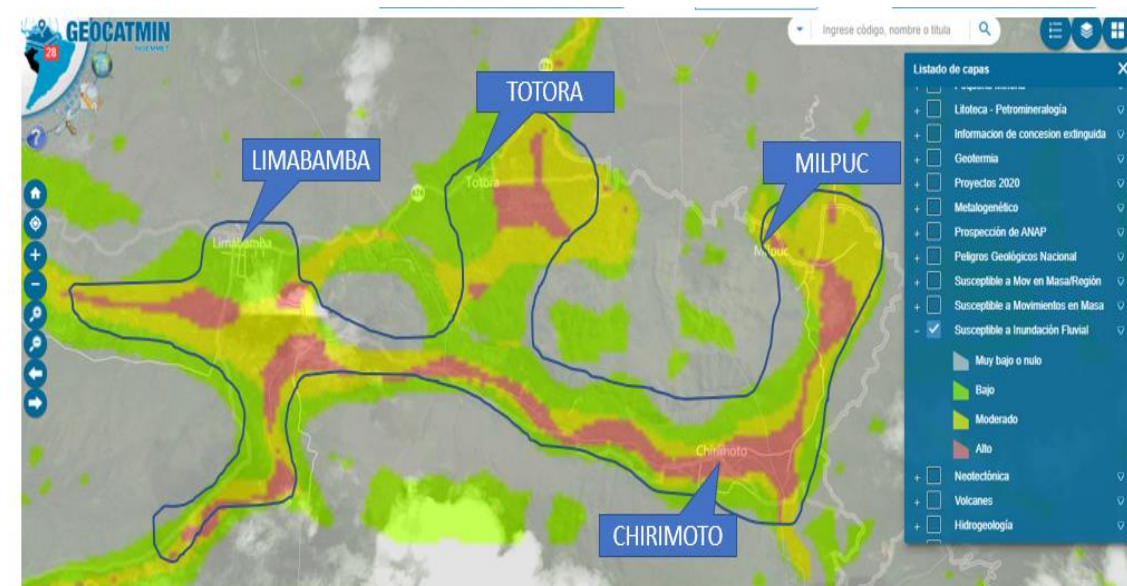 GEOCATMIN
INGEMMET
28
Ingrese código, nombre o título
Listado de capas
Litoteca - Petromineralogía
Informacion de concesion extinguida
Geotermia
Proyectos 2020
Metalogenético
Prospección de ANAP
Peligros Geológicos Nacional
Susceptible a Mov en Masa/Región
Susceptible a Movimientos en Masa
Susceptible a Inundación Fluvial
Muy bajo o nulo
Bajo
Moderado
Alto
Neotectónica
Volcanes
Hidrogeología
TOTORA
LIMABAMBA
MILPUC
CHIRIMOTO
Totora
Limabamba
Milpuc
Chirimoto